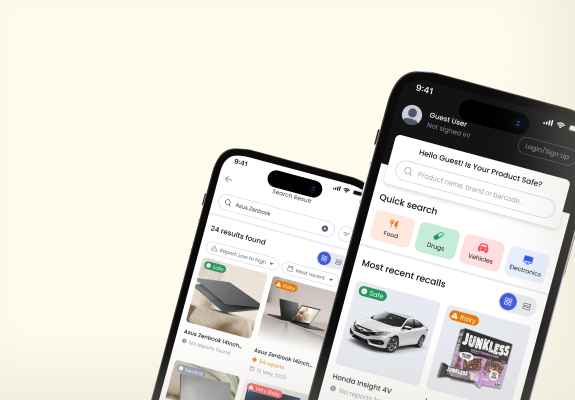 9:41
Search Result
Asus Zenbook
24 results found
Report: Low to high
Most recent
Safe
Risky
Asus Zenbook 14inch...
No reports found
Asus Zenbook 14inch...
54 reports
12 May 2025
Neutral
Very Risky
9:41
Guest User
Not signed in!
Login/Sign Up
Hello Guest! Is Your Product Safe?
Product name, brand or barcode...
Quick search
Food
Drugs
Vehicles
Electronics
Most recent recalls
Safe
Risky
JUNKLESS
Honda Insight 4V
No reports fo